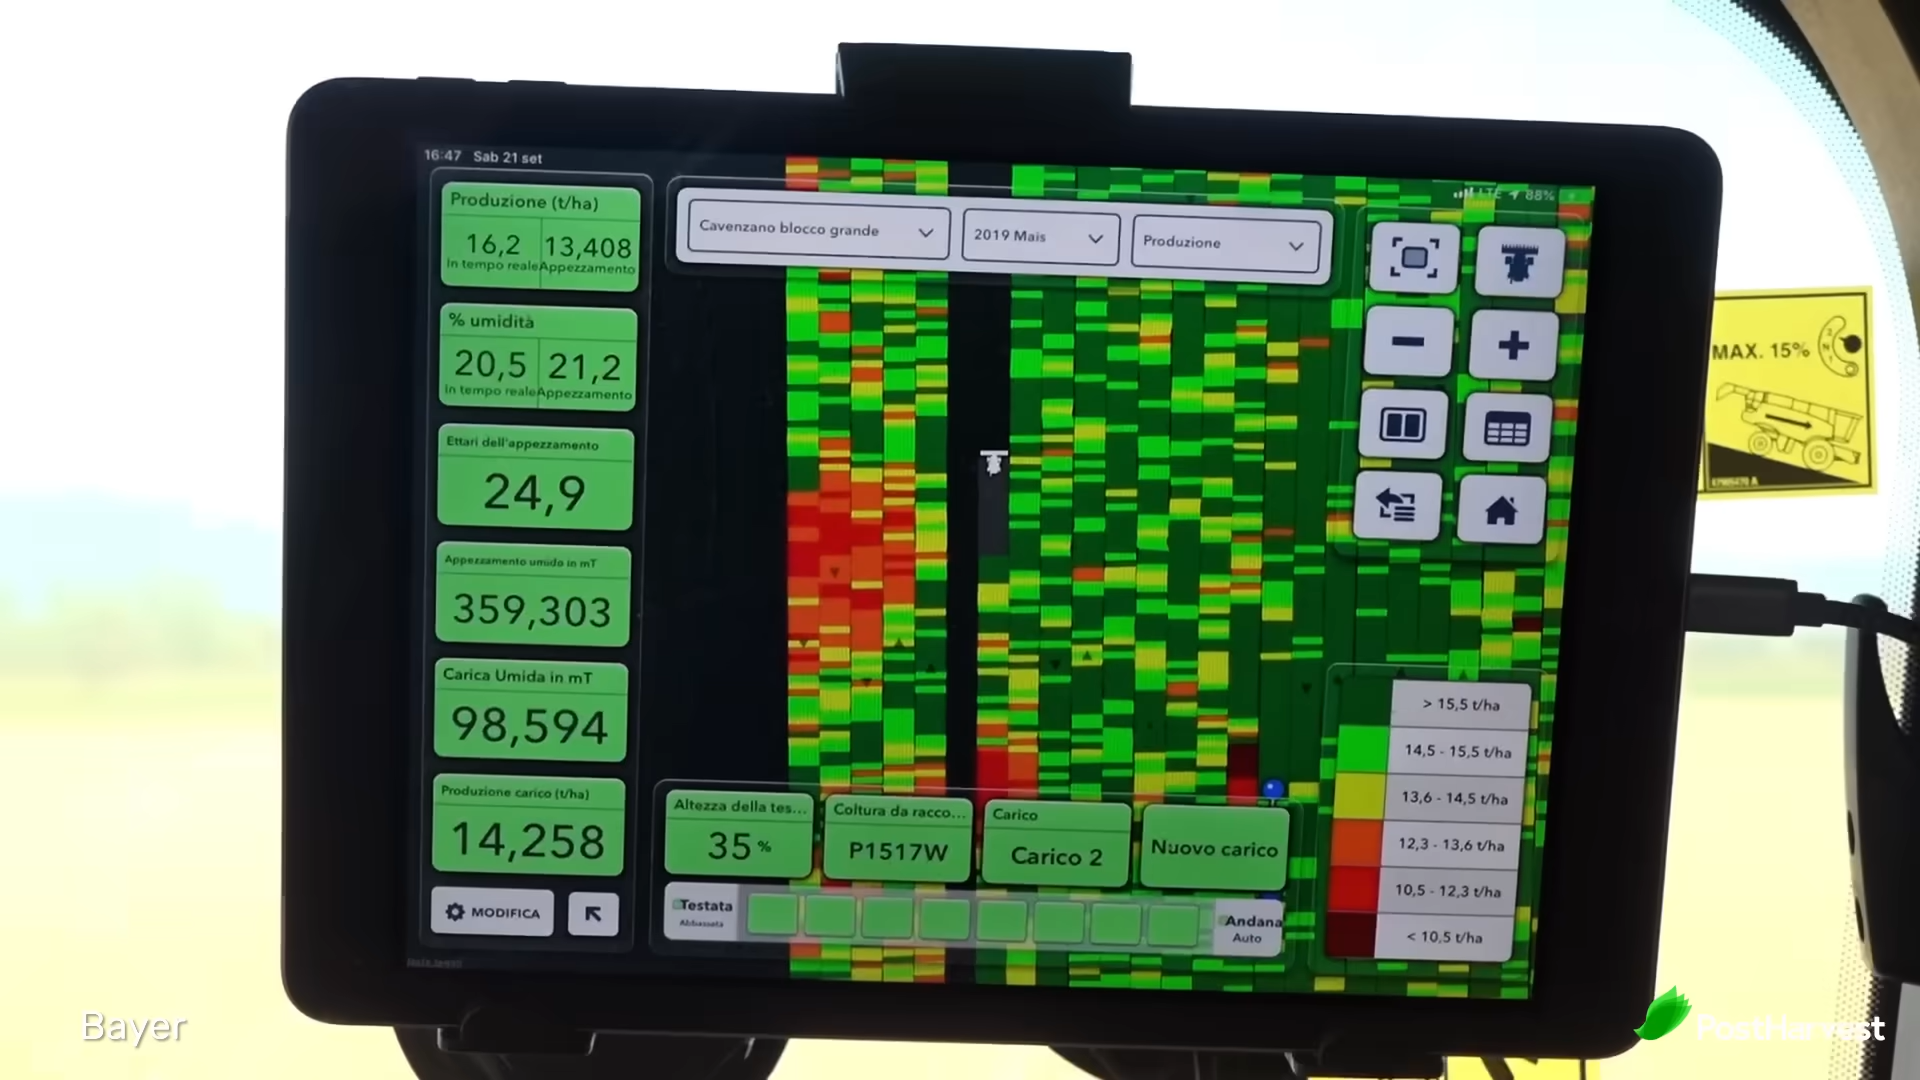 16:47 Sab 21 set
LTE 88%
Produzione (t/ha)
16,2 13,408
In tempo reale Appezzamento
% umidità
20,5 21,2
In tempo reale Appezzamento
Ettari dell'appezzamento
24,9
Appezzamento umido in mT
359,303
Carica Umida in mT
98,594
Produzione carico (t/ha)
14,258
MODIFICA
Cavenzano blocco grande
2019 Mais
Produzione
> 15,5 t/ha
14,5 - 15,5 t/ha
13,6 - 14,5 t/ha
12,3 - 13,6 t/ha
10,5 - 12,3 t/ha
< 10,5 t/ha
Altezza della tes...
35 %
Coltura da racco...
P1517W
Carico
Carico 2
Nuovo carico
Testata
Abbassata
Andana
Auto
MAX. 15%
Bayer
PostHarvest